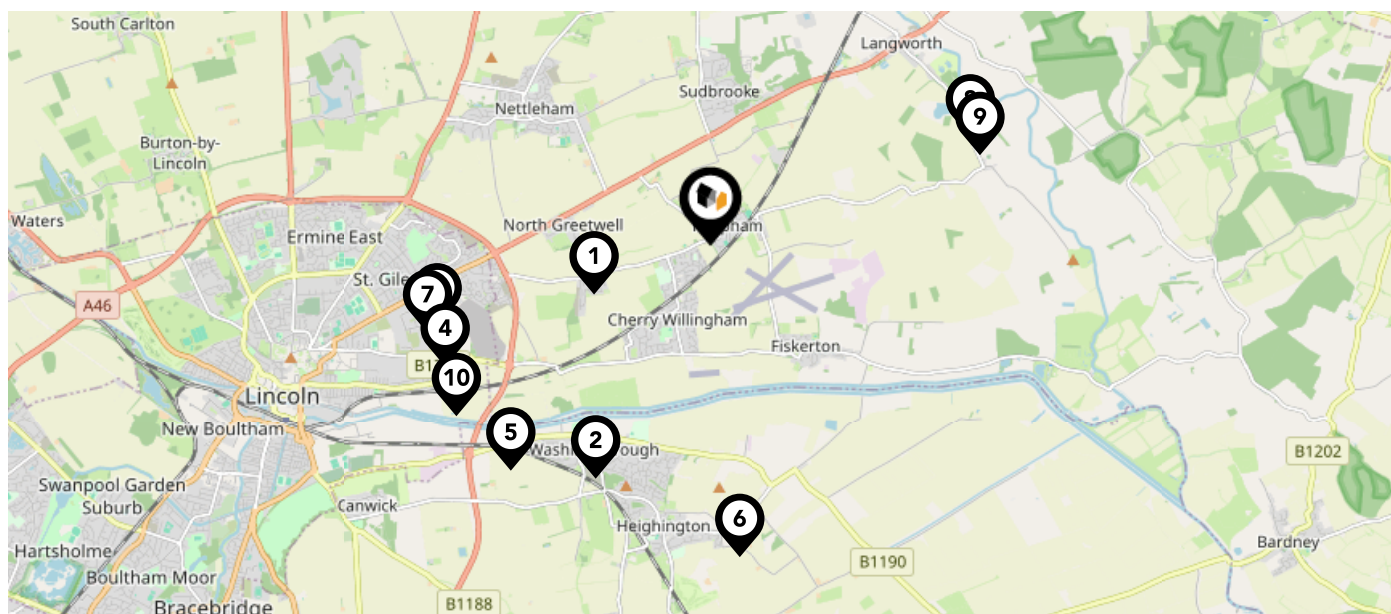 South Carlton
Langworth
Nettleham
Sudbrooke
9
Burton-by-
Lincoln
Waters
North Greetwell
Ermine East
1
St. Gile
7
A46
4
Cherry Willingham
Fiskerton
10
Lincoln
New Boultham
5
2
B1202
Swanpool Garden
Suburb
Canwick
6
Heighington
Hartsholme
Bardney
B1190
Boultham Moor
B1188
Bracebridge